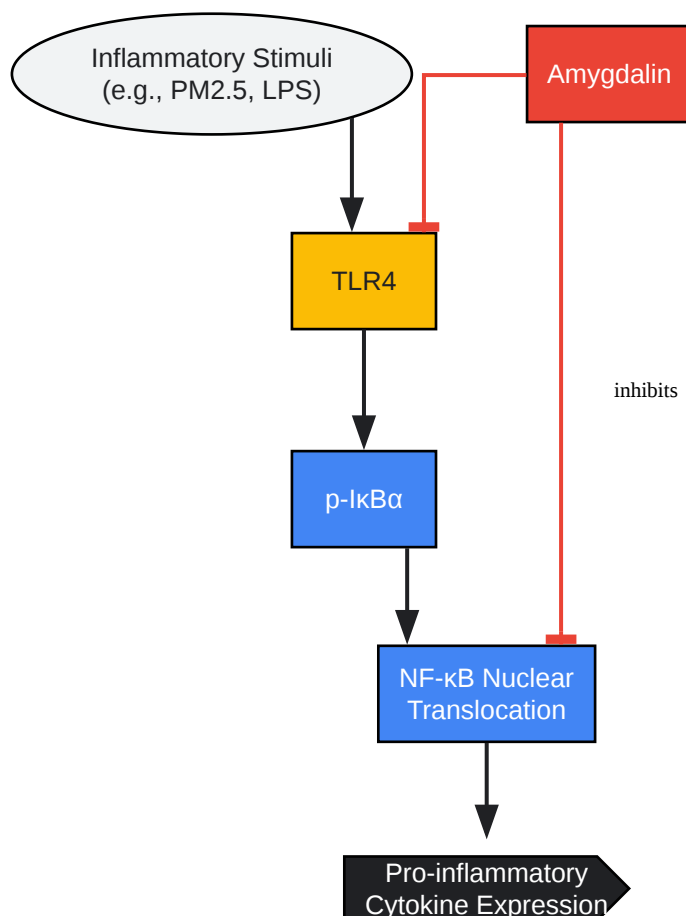 Inflammatory Stimuli
(e.g., PM2.5, LPS)
Amygdalin
TLR4
inhibits
p-IκBα
NF-κB Nuclear
Translocation
Pro-inflammatory
Cytokine Expression